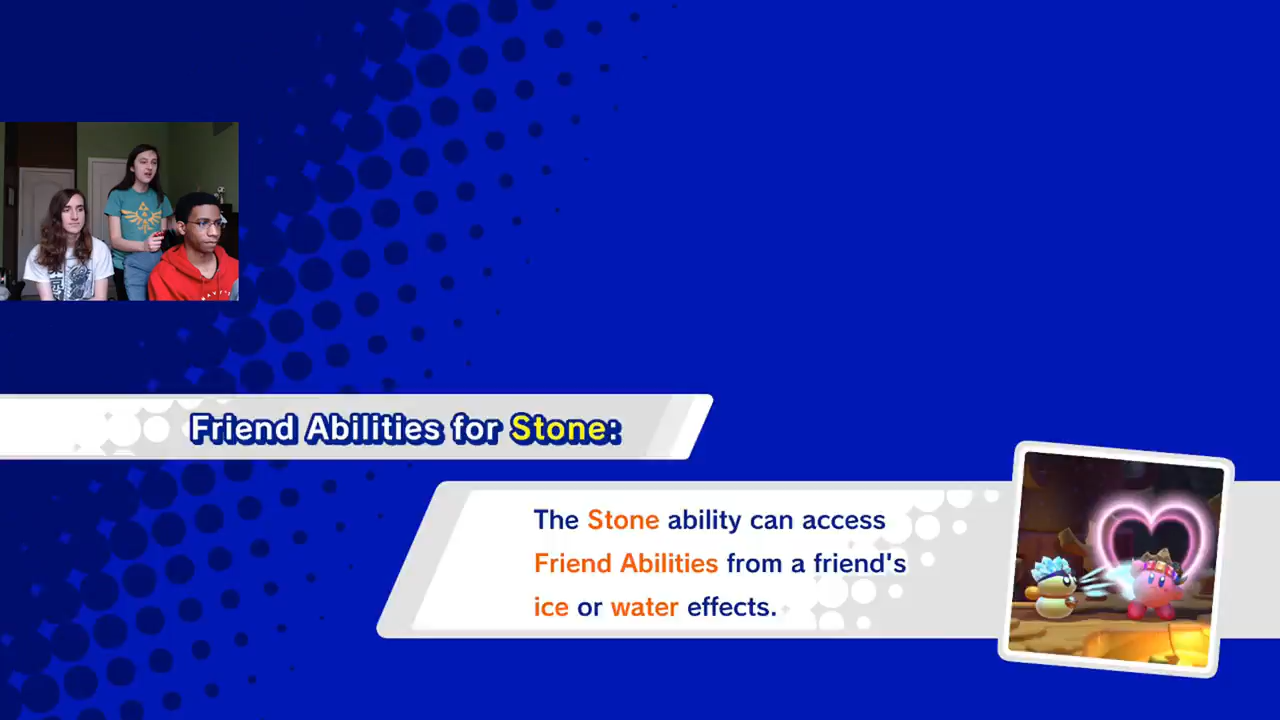 Friend Abilities for Stone:
The Stone ability can access
Friend Abilities from a friend's
ice or water effects.